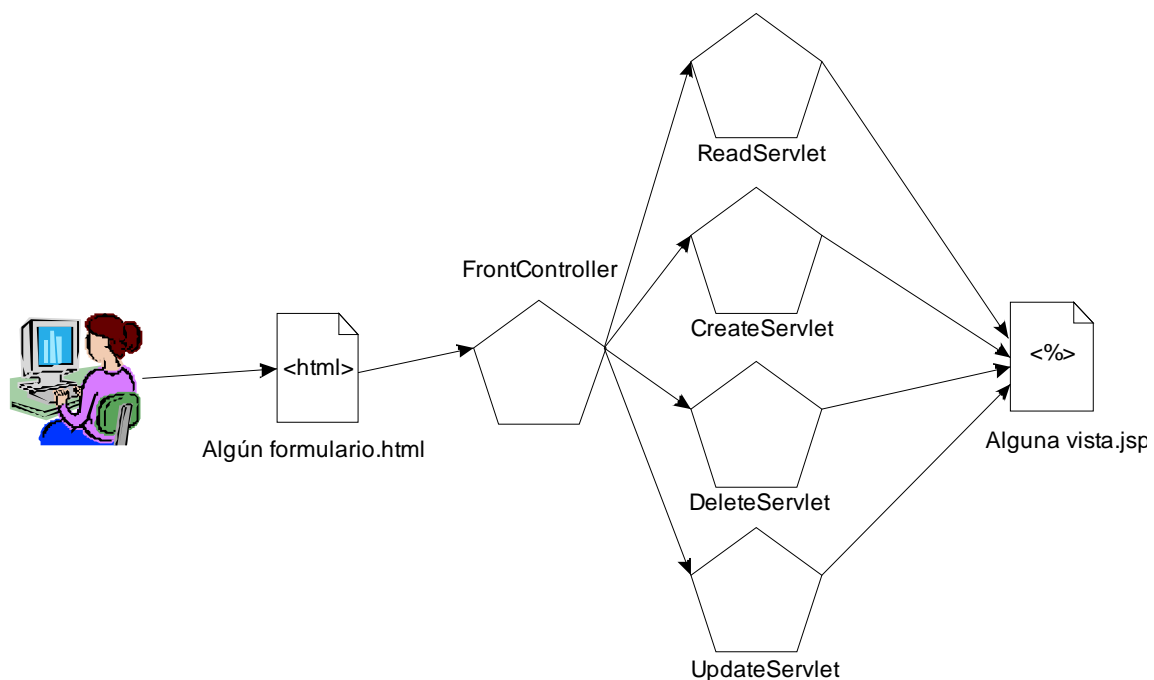 ReadServlet
FrontController
CreateServlet
<html>
<%>
Algún formulario.html
Alguna vista.jsp
DeleteServlet
UpdateServlet